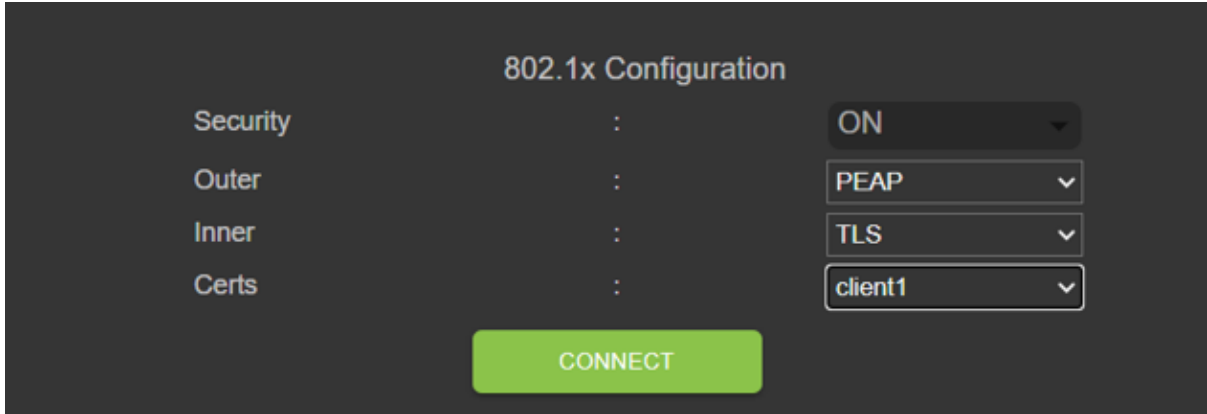 802.1x Configuration
Security : ON
Outer : PEAP
Inner : TLS
Certs : client1
CONNECT